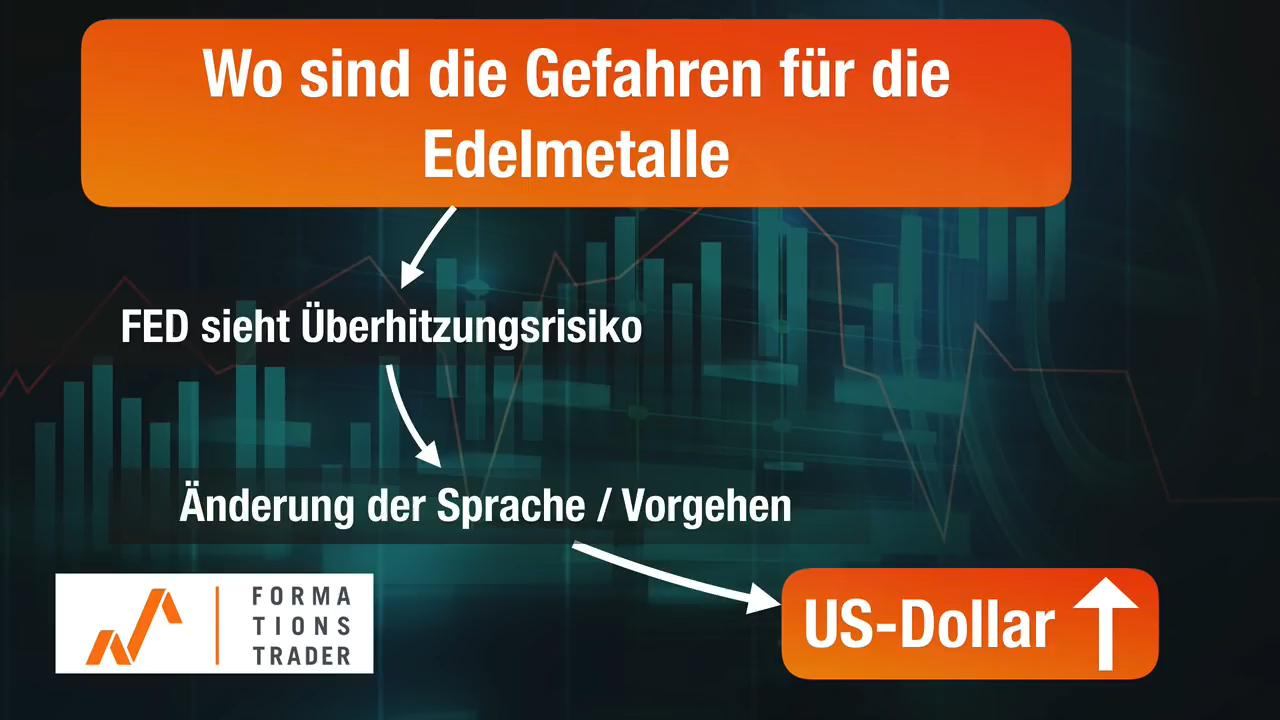 Wo sind die Gefahren für die
Edelmetalle
FED sieht Überhitzungsrisiko
Änderung der Sprache / Vorgehen
US-Dollar
FORMA
TIONS
TRADER